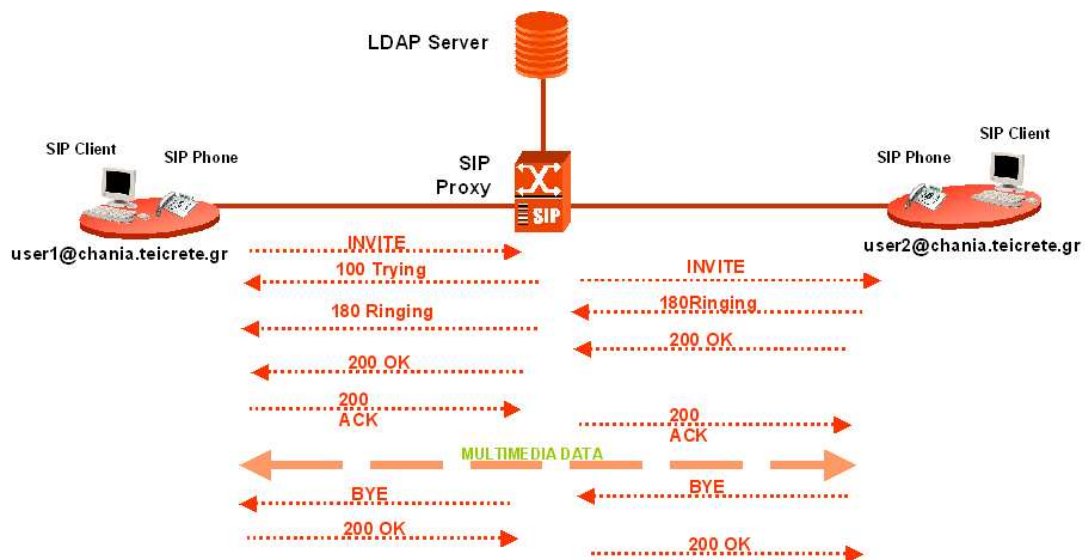 LDAP Server
SIP Client
SIP Phone
SIP
Proxy
SIP
SIP Client
SIP Phone
user1@chania.teicrete.gr
user2@chania.teicrete.gr
INVITE
100 Trying
INVITE
180 Ringing
180Ringing
200 OK
200 OK
200
ACK
200
ACK
MULTIMEDIA DATA
BYE
BYE
200 OK
200 OK